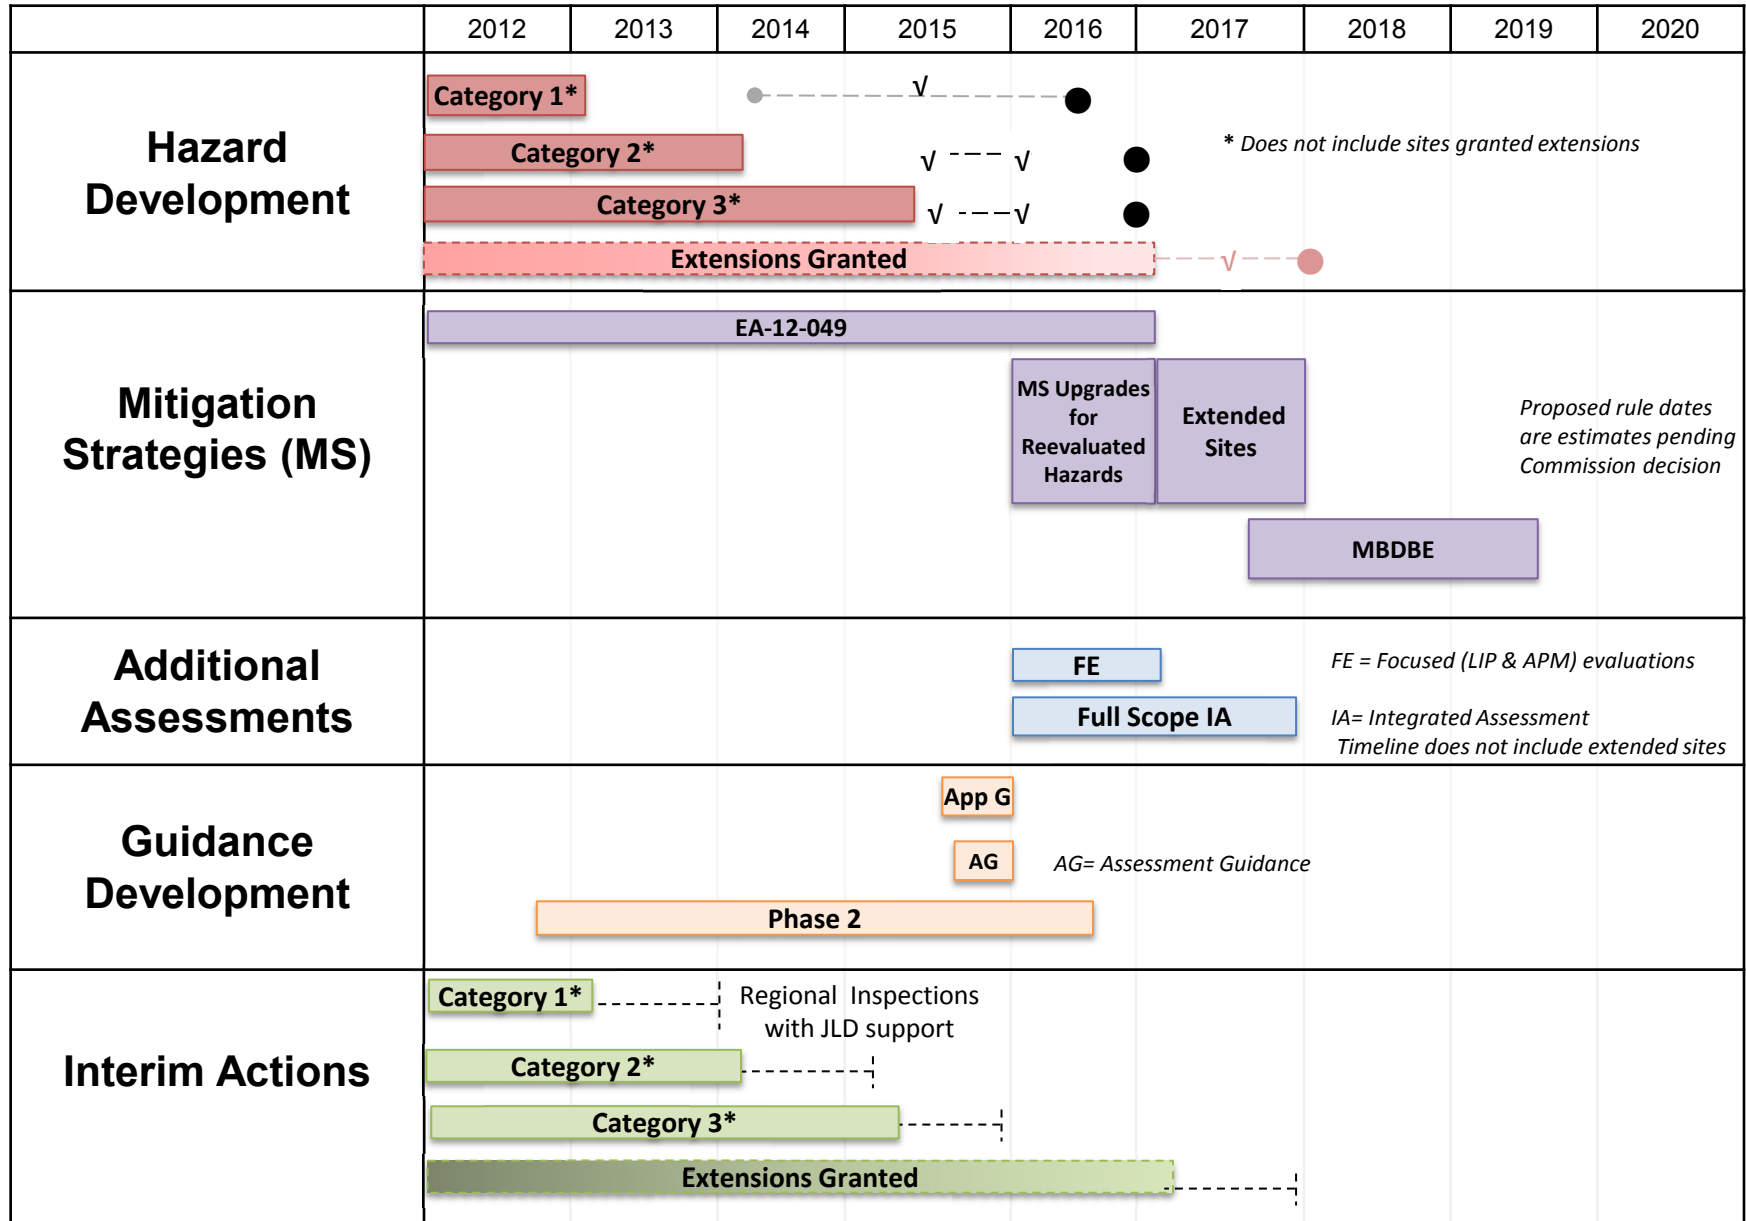 2012 2013 2014 2015 2016 2017 2018 2019 2020
Hazard
Development
Category 1*
√
Category 2*
√ √
* Does not include sites granted extensions
Category 3*
√ √
Extensions Granted
√
Mitigation
Strategies (MS)
EA-12-049
MS Upgrades
for
Reevaluated
Hazards
Extended
Sites
Proposed rule dates
are estimates pending
Commission decision
MBDBE
Additional
Assessments
FE
FE = Focused (LIP & APM) evaluations
Full Scope IA
IA= Integrated Assessment
Timeline does not include extended sites
Guidance
Development
App G
AG
AG= Assessment Guidance
Phase 2
Interim Actions
Category 1*
Regional Inspections
with JLD support
Category 2*
Category 3*
Extensions Granted